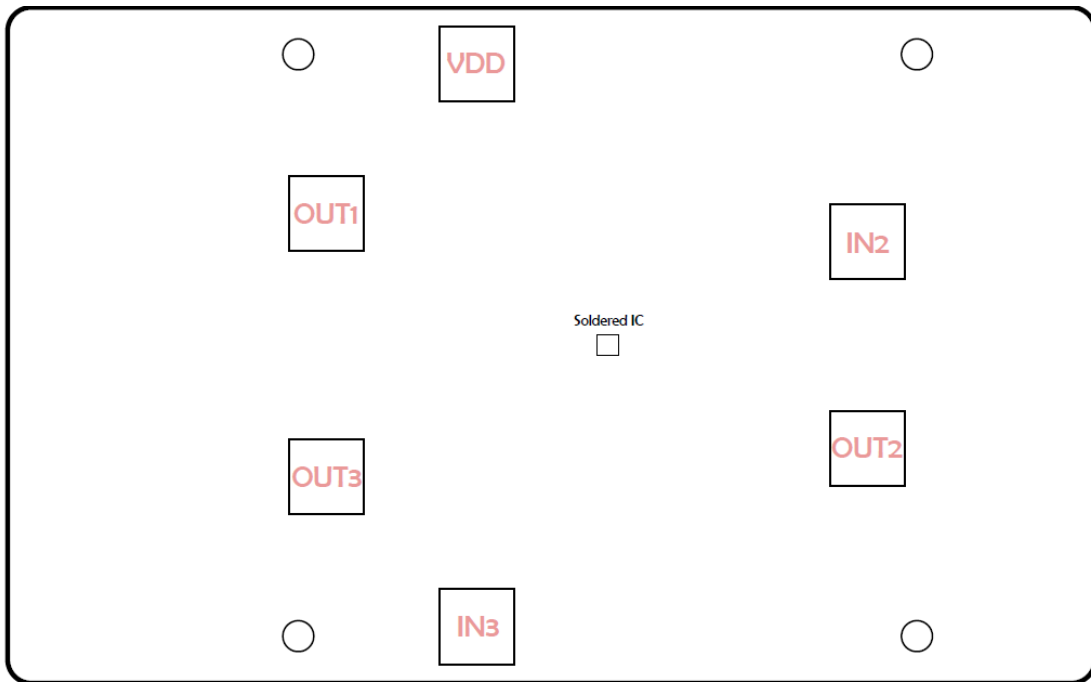 VDD
OUT1
IN2
Soldered IC
OUT2
OUT3
IN3